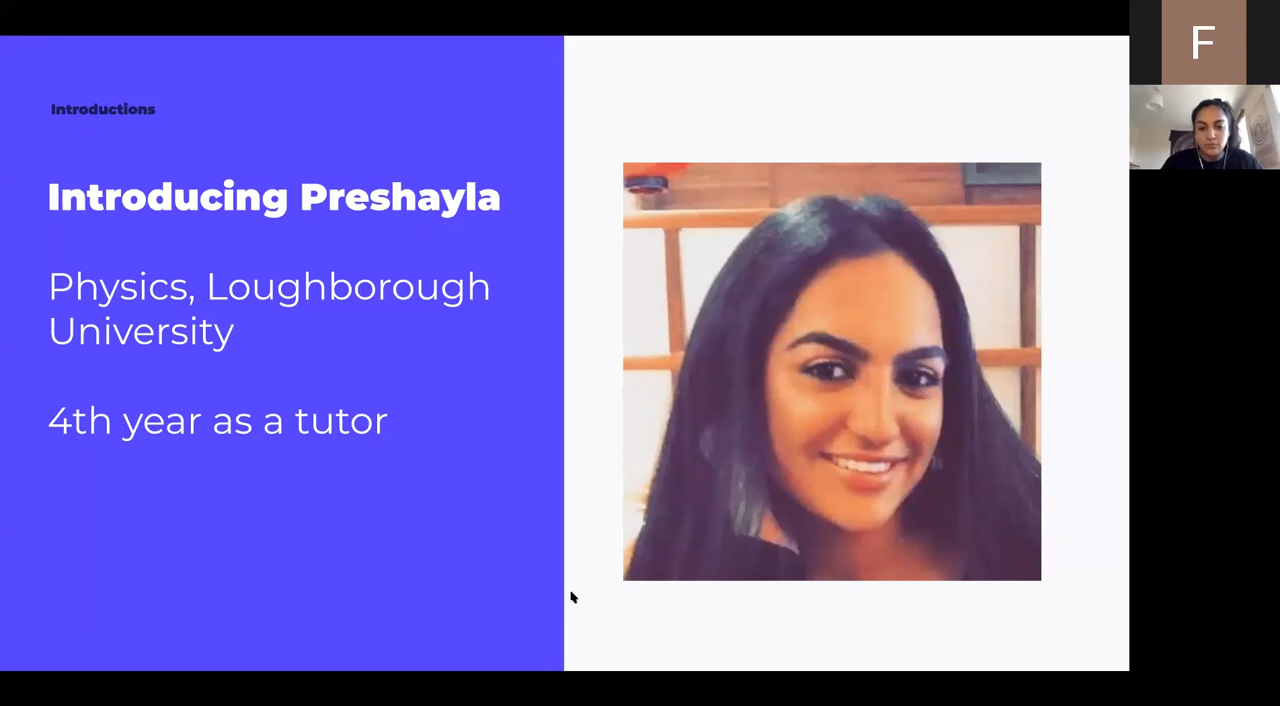 Introductions
Introducing Preshayla
Physics, Loughborough
University
4th year as a tutor
F